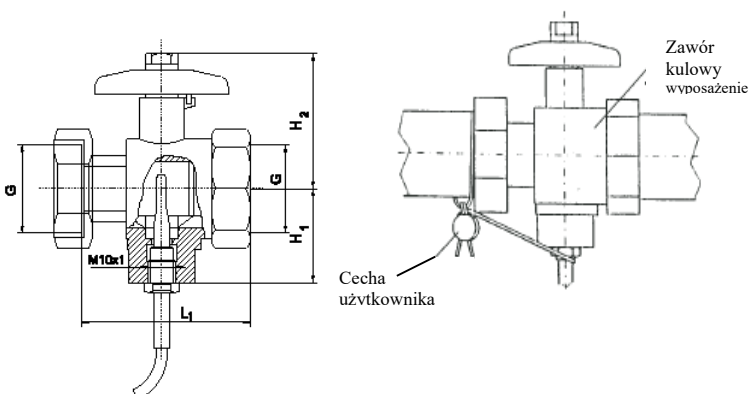 H2
G
G
H1
M10x1
L1
Zawór
kulowy
wyposażenie
Cecha
użytkownika